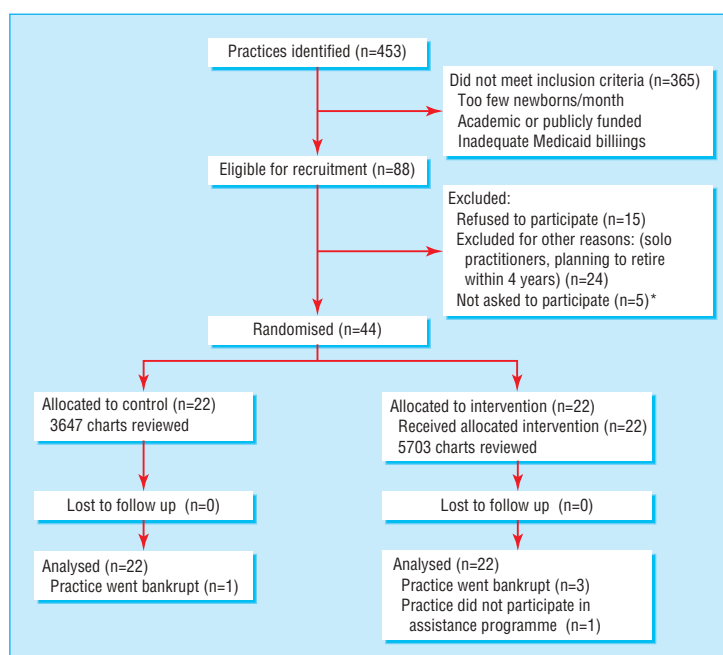 Practices identified (n=453)
Did not meet inclusion criteria (n=365)
Too few newborns/month
Academic or publicly funded
Inadequate Medicaid billiings
Eligible for recruitment (n=88)
Excluded:
Refused to participate (n=15)
Excluded for other reasons: (solo
practitioners, planning to retire
within 4 years) (n=24)
Not asked to participate (n=5)*
Randomised (n=44)
Allocated to control (n=22)
3647 charts reviewed
Allocated to intervention (n=22)
Received allocated intervention (n=22)
5703 charts reviewed
Lost to follow up (n=0)
Lost to follow up (n=0)
Analysed (n=22)
Practice went bankrupt (n=1)
Analysed (n=22)
Practice went bankrupt (n=3)
Practice did not participate in
assistance programme (n=1)